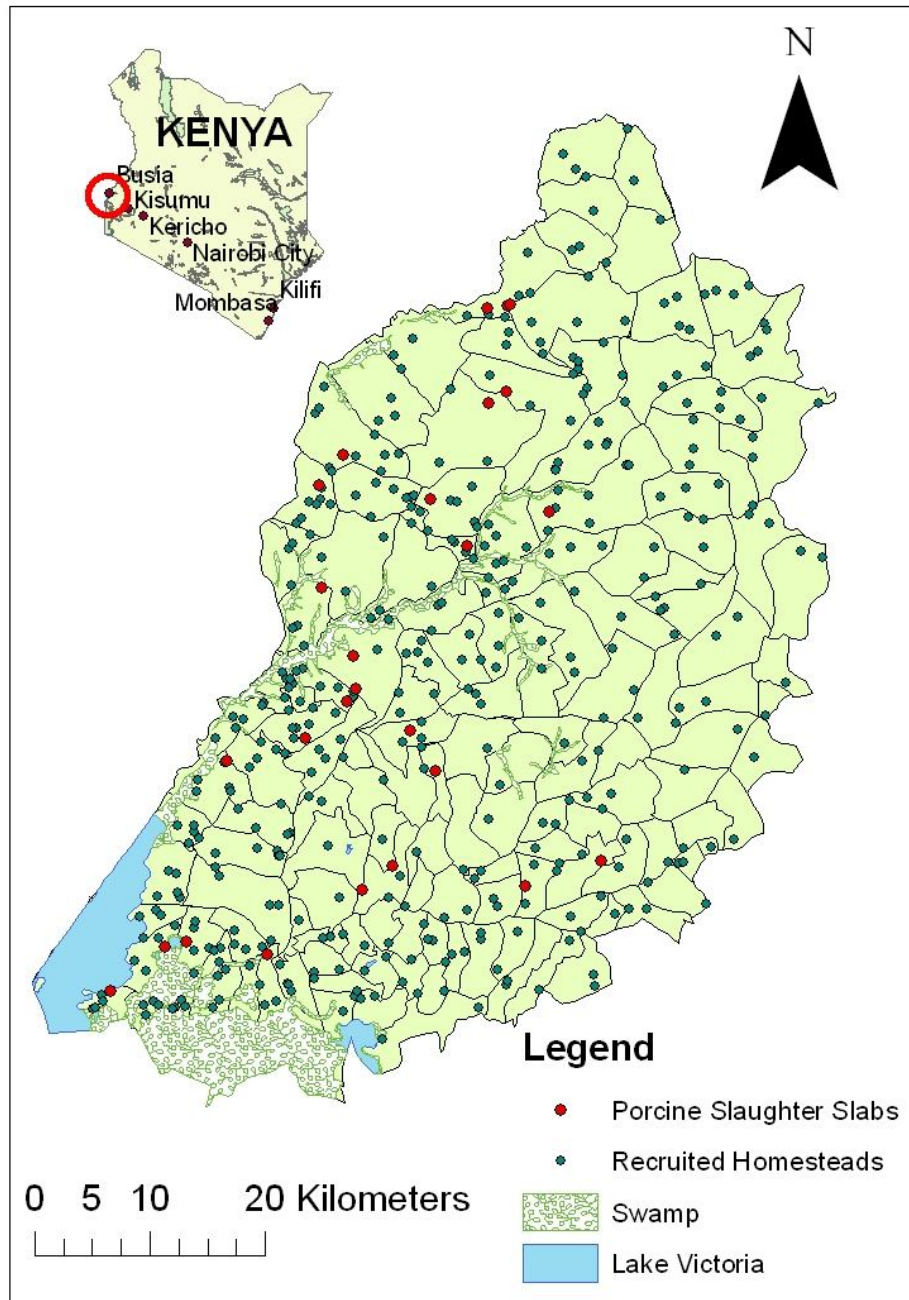 N
KENYA
Busia
Kisumu
Kericho
Nairobi City
Kilifi
Mombasa
Legend
Porcine Slaughter Slabs
Recruited Homesteads
Swamp
Lake Victoria
0 5 10 20 Kilometers